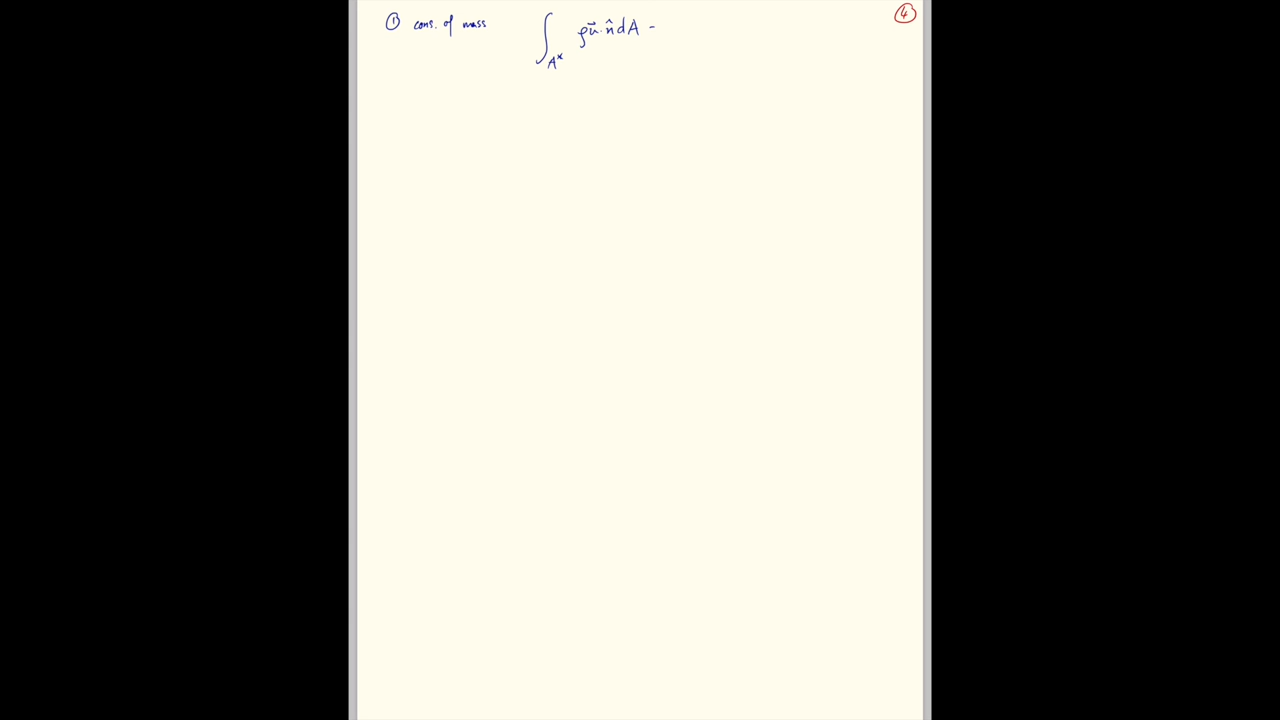 ① cons. of mass ∫_{A*} ρu⃗·n̂dA -
④